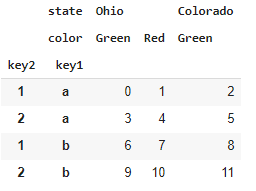 state Ohio Colorado
color Green Red Green
key2 key1
1 a 0 1 2
2 a 3 4 5
1 b 6 7 8
2 b 9 10 11